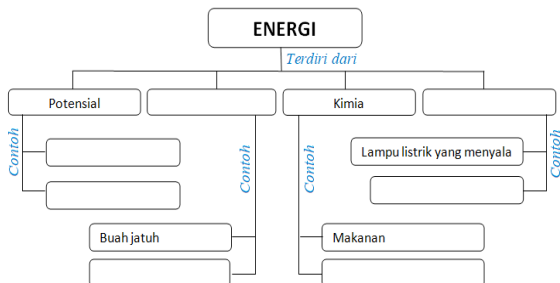 ENERGI
Terdiri dari
Potensial
Kimia
Contoh
Contoh
Contoh
Contoh
Lampu listrik yang menyala
Buah jatuh
Makanan